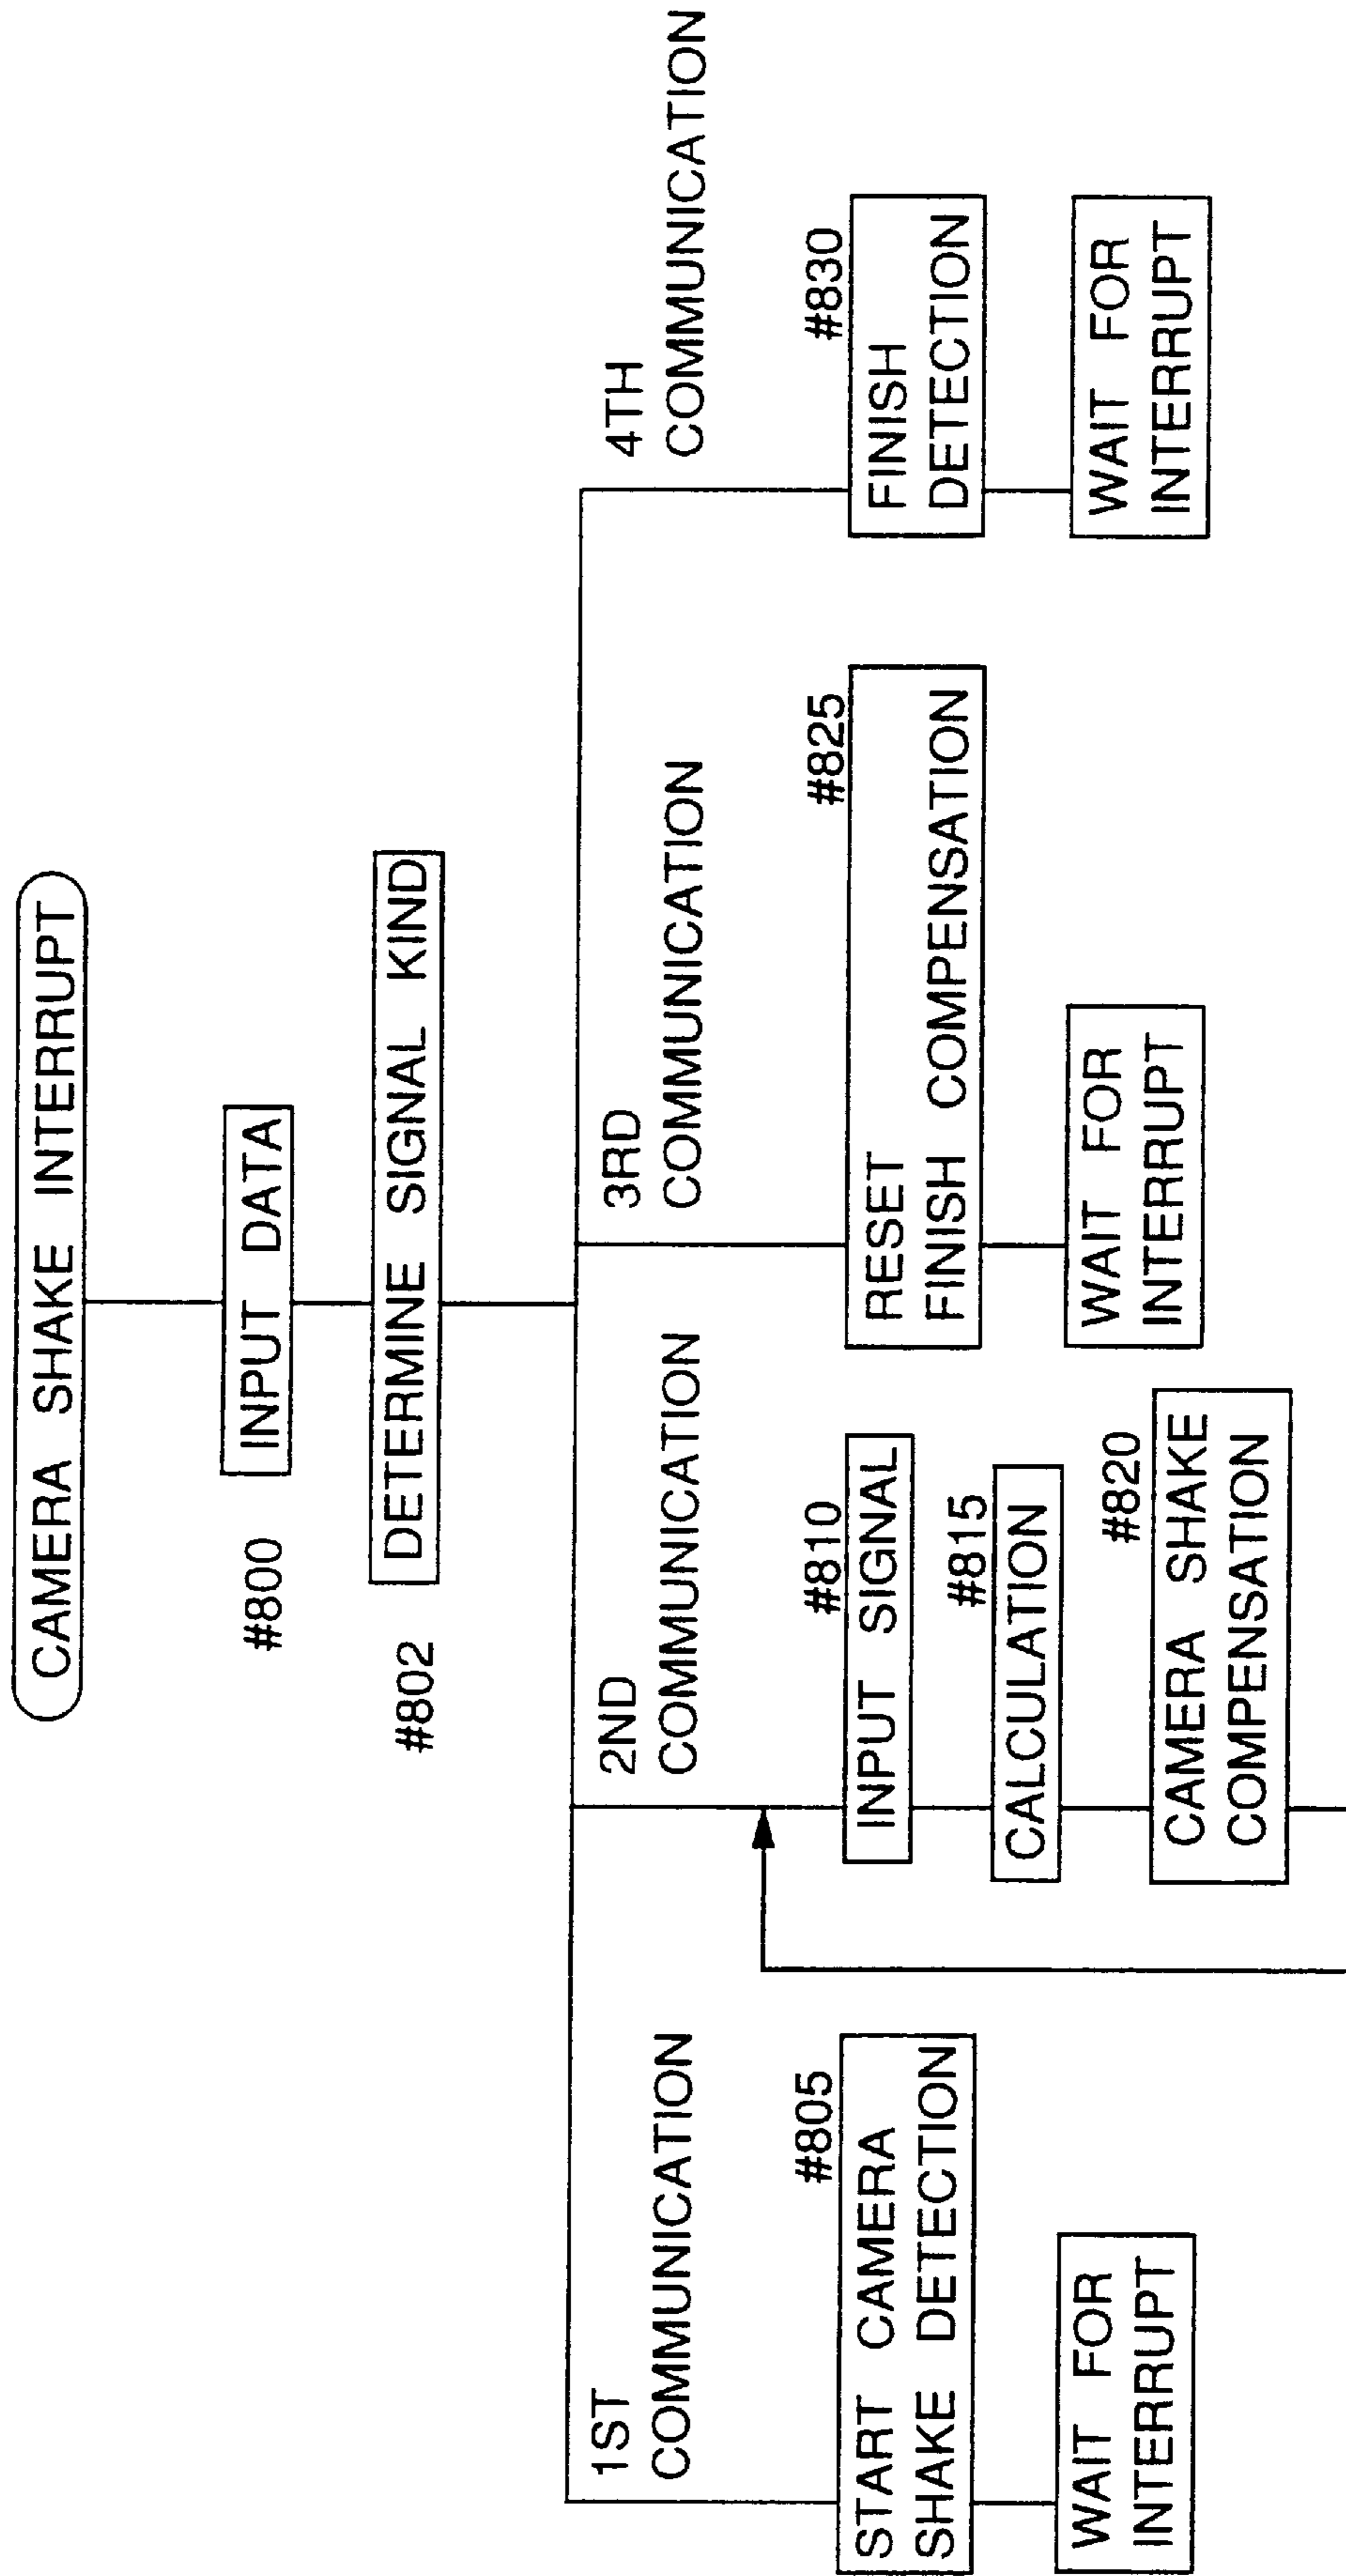 CAMERA SHAKE INTERRUPT
#800
INPUT DATA
#802
DETERMINE SIGNAL KIND
1ST
COMMUNICATION
#805
START CAMERA
SHAKE DETECTION
WAIT FOR
INTERRUPT
2ND
COMMUNICATION
#810
INPUT SIGNAL
#815
CALCULATION
#820
CAMERA SHAKE
COMPENSATION
3RD
COMMUNICATION
#825
RESET
FINISH COMPENSATION
WAIT FOR
INTERRUPT
4TH
COMMUNICATION
#830
FINISH
DETECTION
WAIT FOR
INTERRUPT